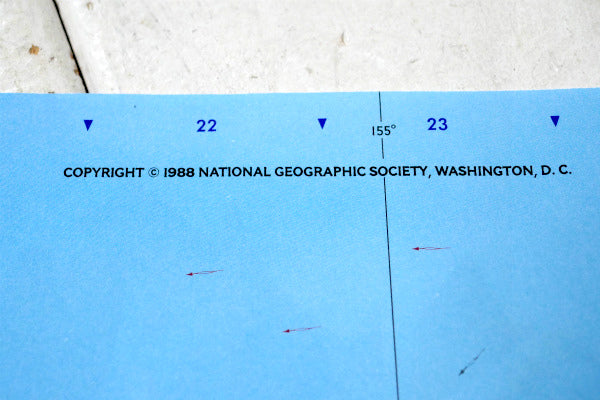 22 155° 23
COPYRIGHT © 1988 NATIONAL GEOGRAPHIC SOCIETY, WASHINGTON, D. C.